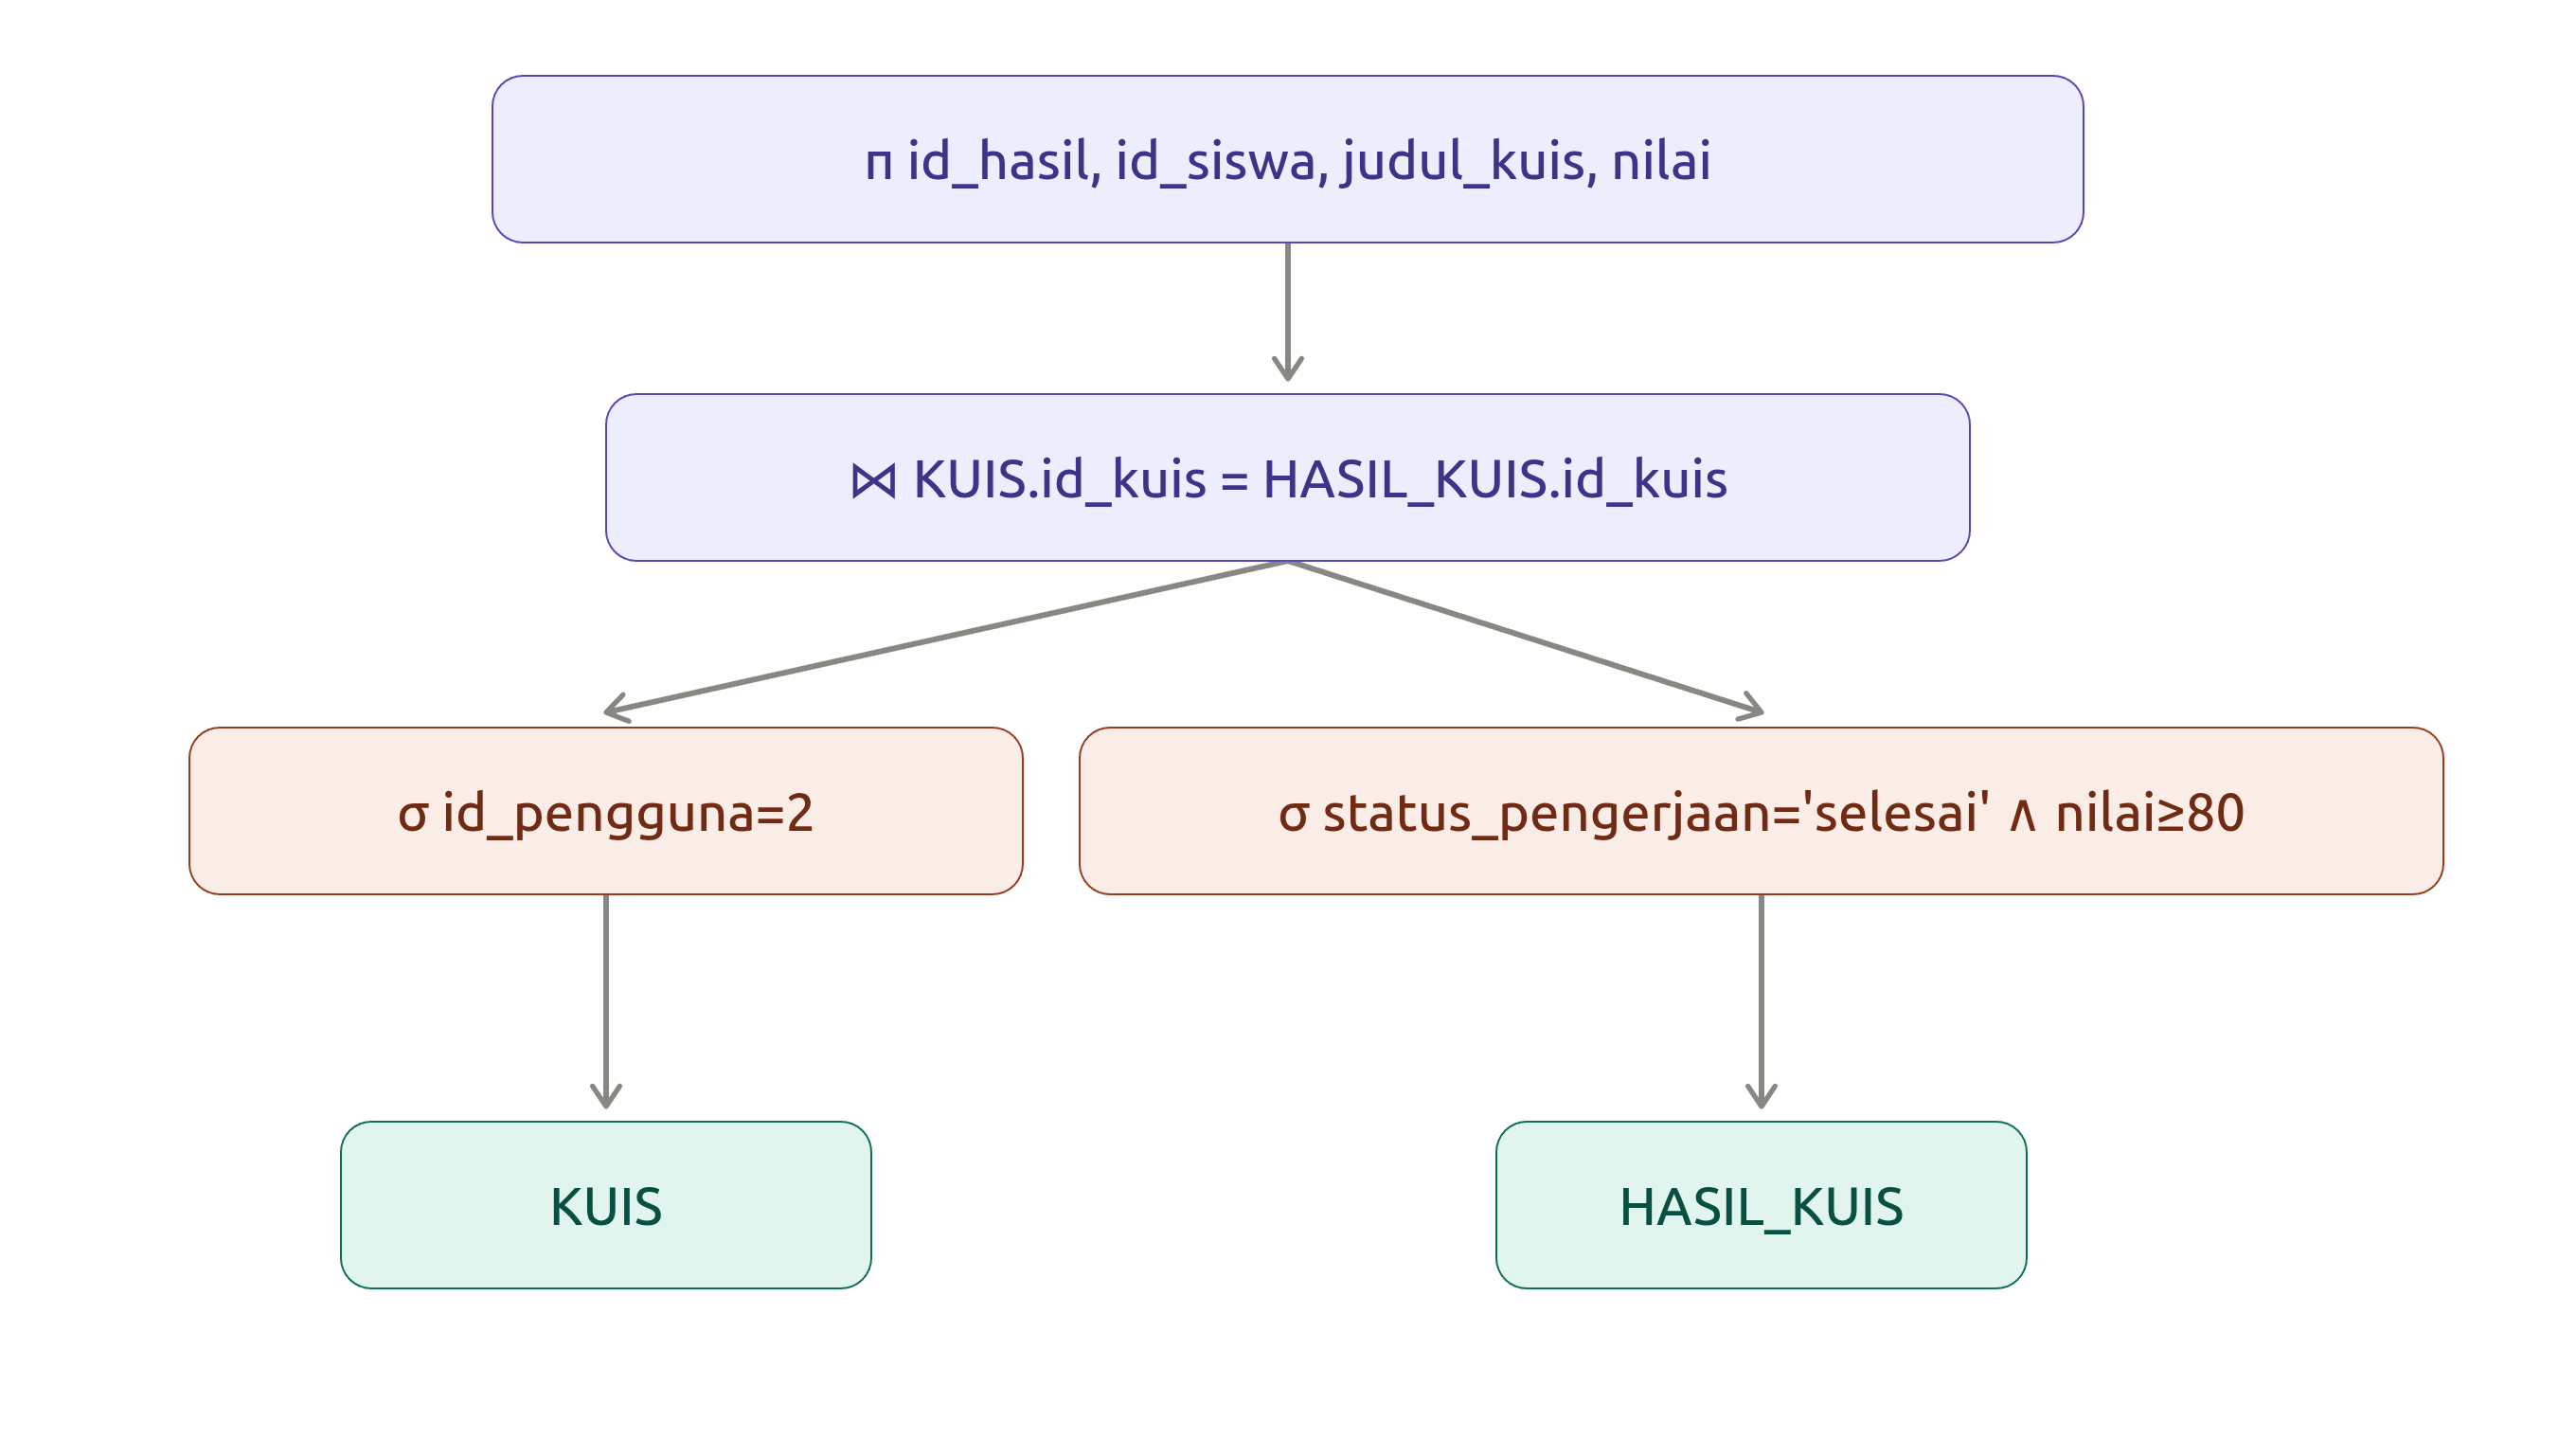 π id_hasil, id_siswa, judul_kuis, nilai
⋈ KUIS.id_kuis = HASIL_KUIS.id_kuis
σ id_pengguna=2
σ status_pengerjaan='selesai' ∧ nilai≥80
KUIS
HASIL_KUIS